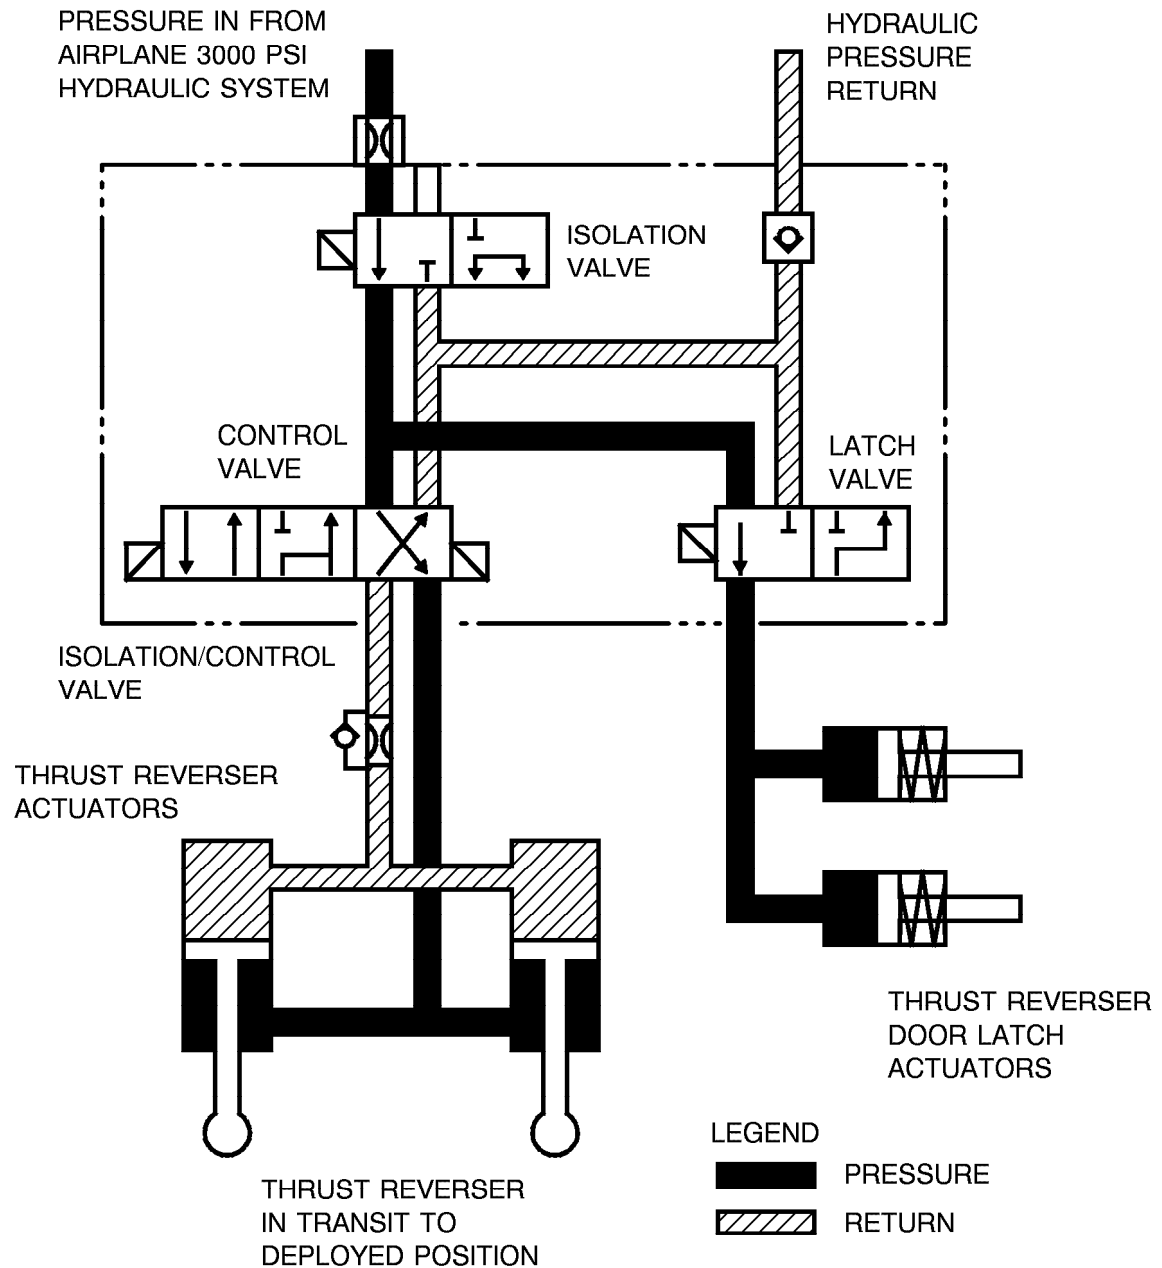 PRESSURE IN FROM
AIRPLANE 3000 PSI
HYDRAULIC SYSTEM
HYDRAULIC
PRESSURE
RETURN
ISOLATION
VALVE
CONTROL
VALVE
LATCH
VALVE
ISOLATION/CONTROL
VALVE
THRUST REVERSER
ACTUATORS
THRUST REVERSER
DOOR LATCH
ACTUATORS
LEGEND
PRESSURE
RETURN
THRUST REVERSER
IN TRANSIT TO
DEPLOYED POSITION